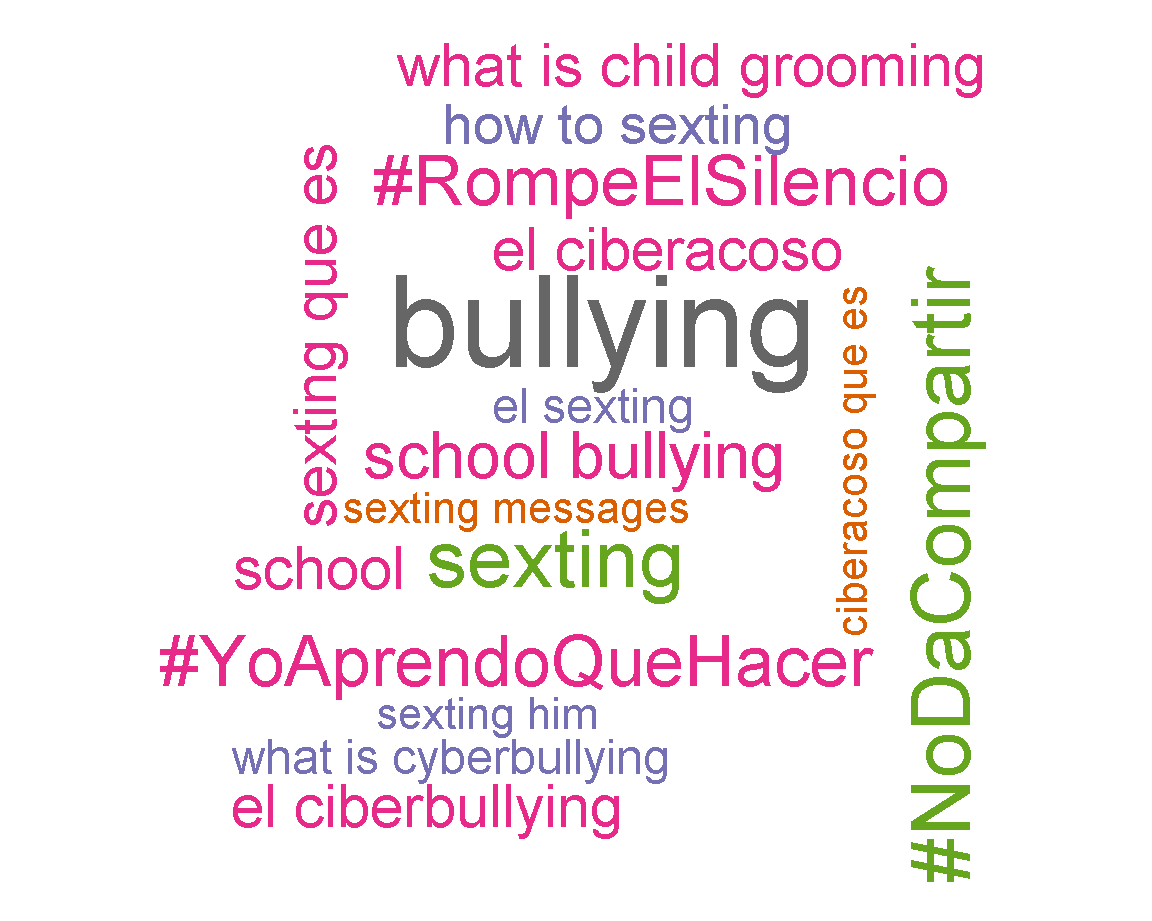 what is child grooming
how to sexting
#RompeElSilencio
sexting que es
el ciberacoso
bullying
ciberacoso que es
#NoDaCompartir
el sexting
school bullying
sexting messages
school
sexting
#YoAprendoQueHacer
sexting him
what is cyberbullying
el ciberbullying